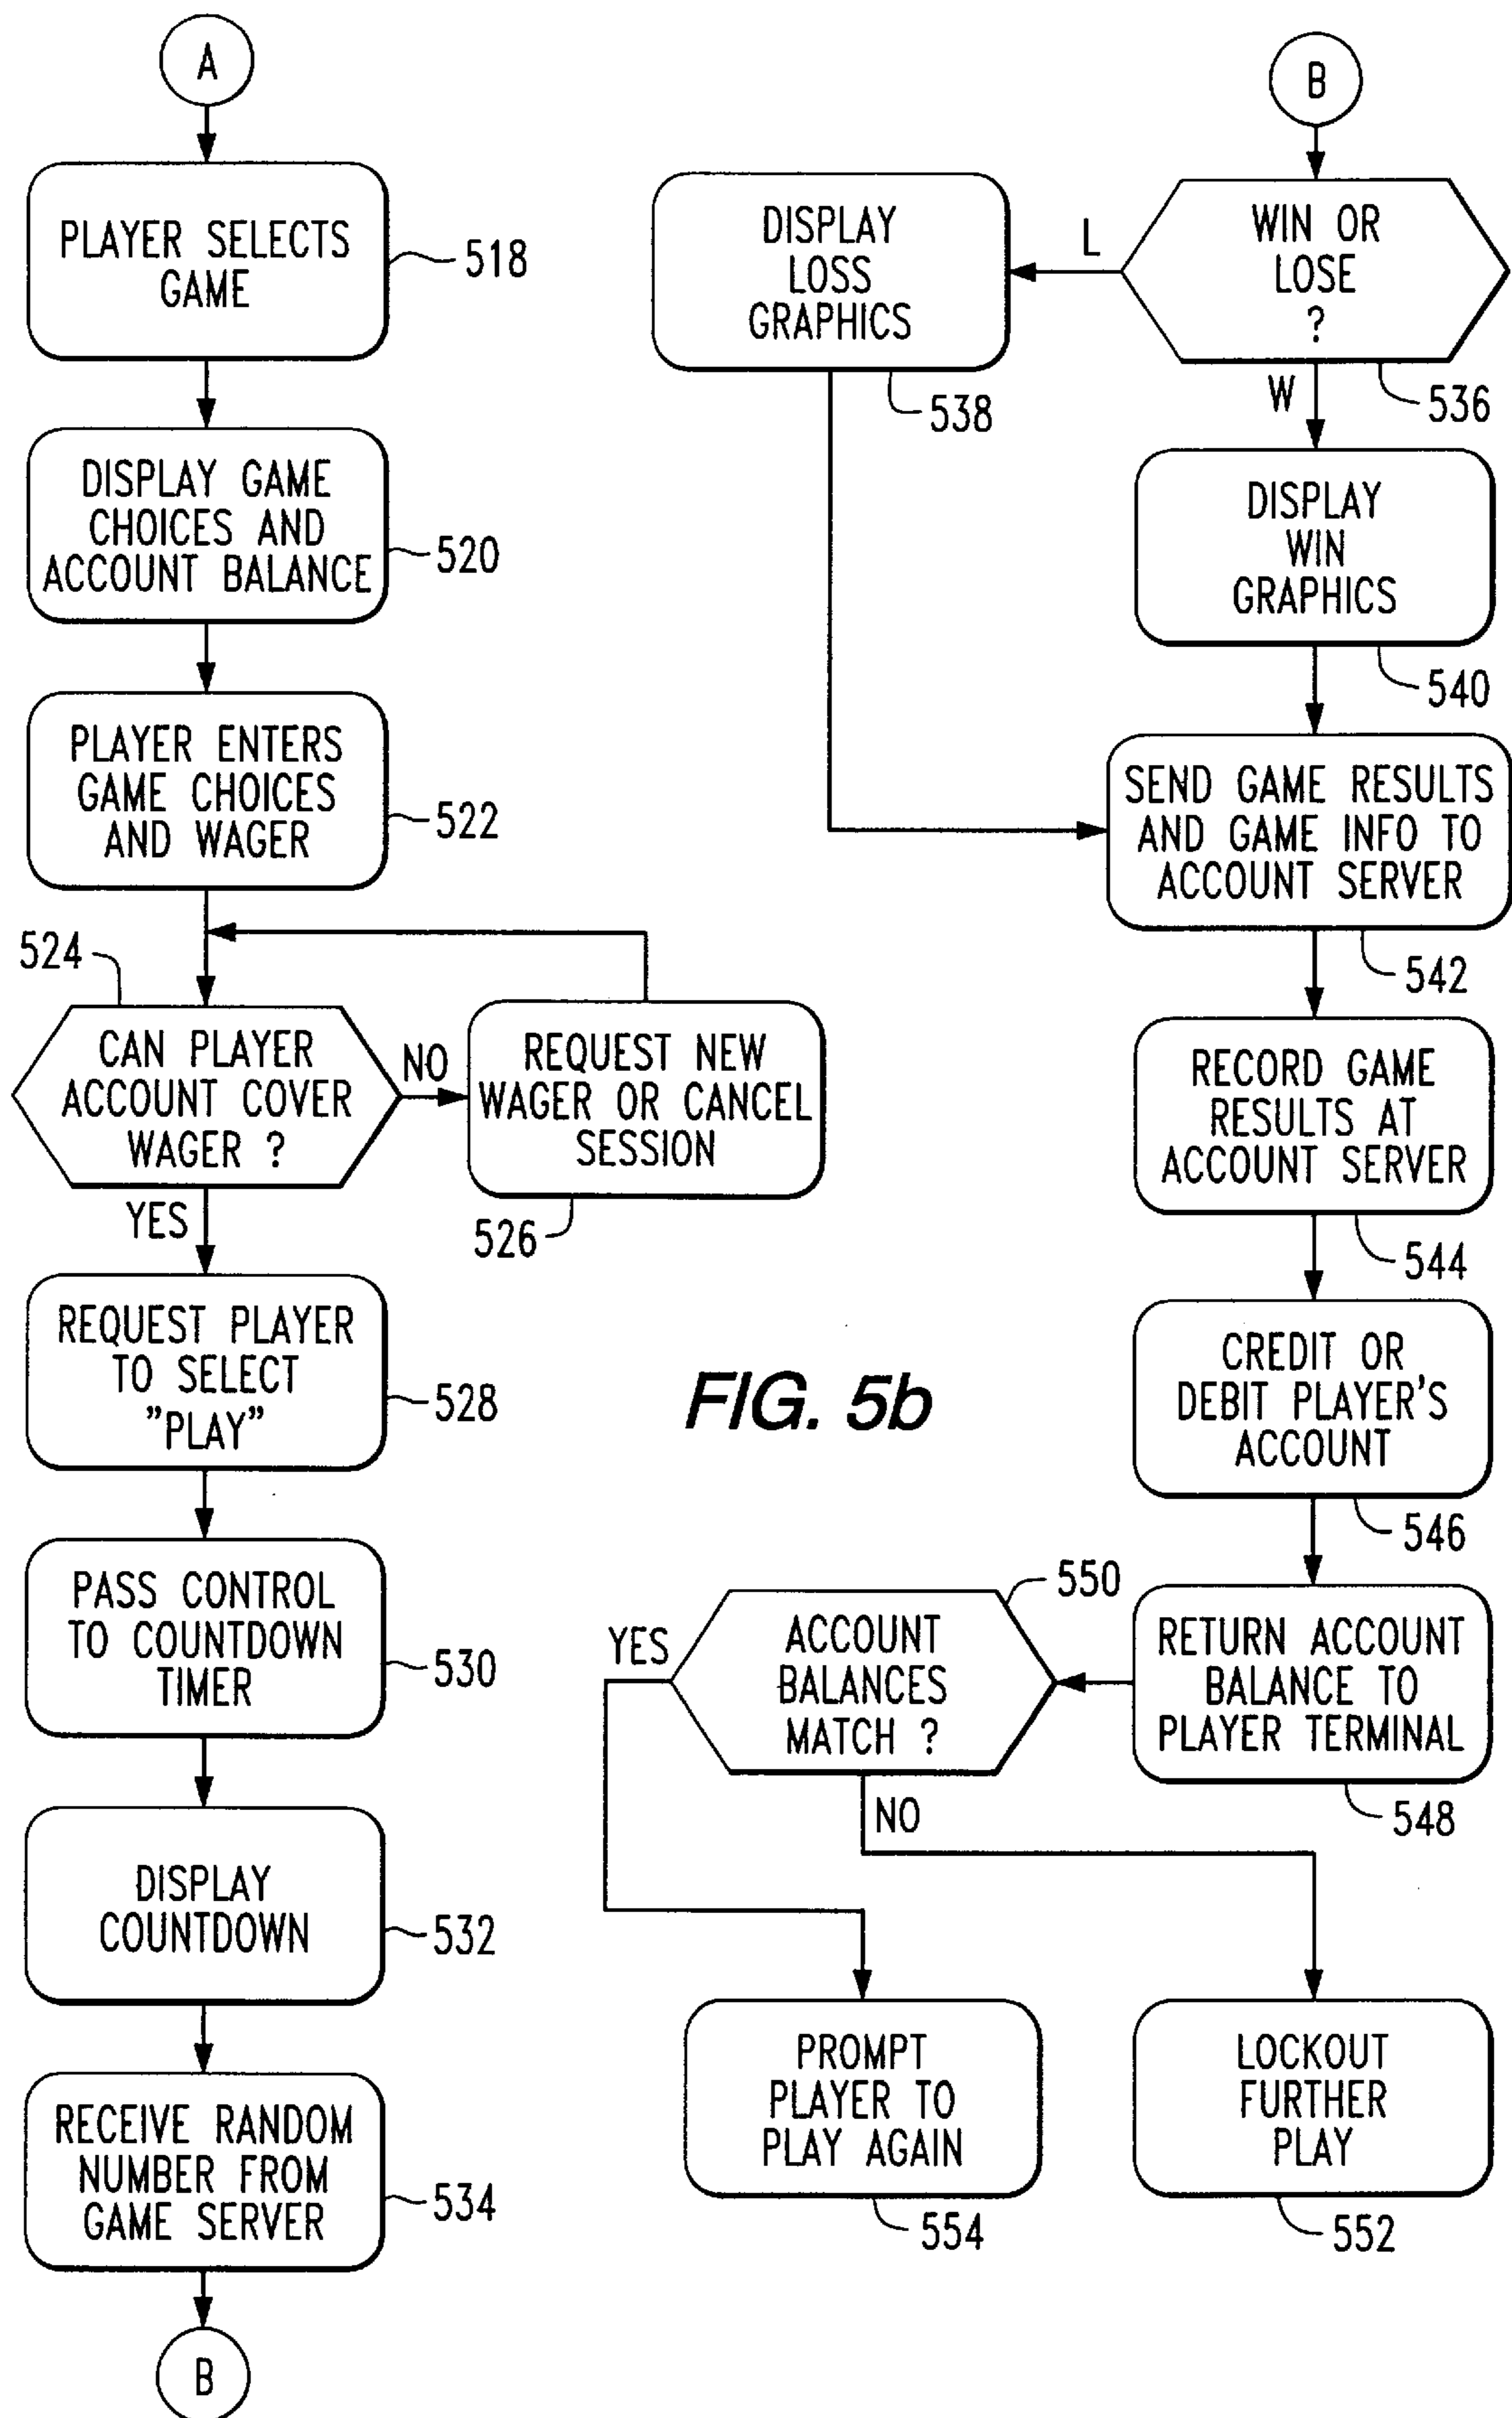 A
PLAYER SELECTS
GAME
518
DISPLAY GAME
CHOICES AND
ACCOUNT BALANCE
520
PLAYER ENTERS
GAME CHOICES
AND WAGER
522
524
CAN PLAYER
ACCOUNT COVER
WAGER ?
NO
REQUEST NEW
WAGER OR CANCEL
SESSION
526
YES
REQUEST PLAYER
TO SELECT
"PLAY"
528
PASS CONTROL
TO COUNTDOWN
TIMER
530
DISPLAY
COUNTDOWN
532
RECEIVE RANDOM
NUMBER FROM
GAME SERVER
534
B
B
WIN OR
LOSE
?
536
L
DISPLAY
LOSS
GRAPHICS
538
W
DISPLAY
WIN
GRAPHICS
540
SEND GAME RESULTS
AND GAME INFO TO
ACCOUNT SERVER
542
RECORD GAME
RESULTS AT
ACCOUNT SERVER
544
CREDIT OR
DEBIT PLAYER'S
ACCOUNT
546
FIG. 5b
RETURN ACCOUNT
BALANCE TO
PLAYER TERMINAL
548
550
ACCOUNT
BALANCES
MATCH ?
YES
NO
PROMPT
PLAYER TO
PLAY AGAIN
554
LOCKOUT
FURTHER
PLAY
552